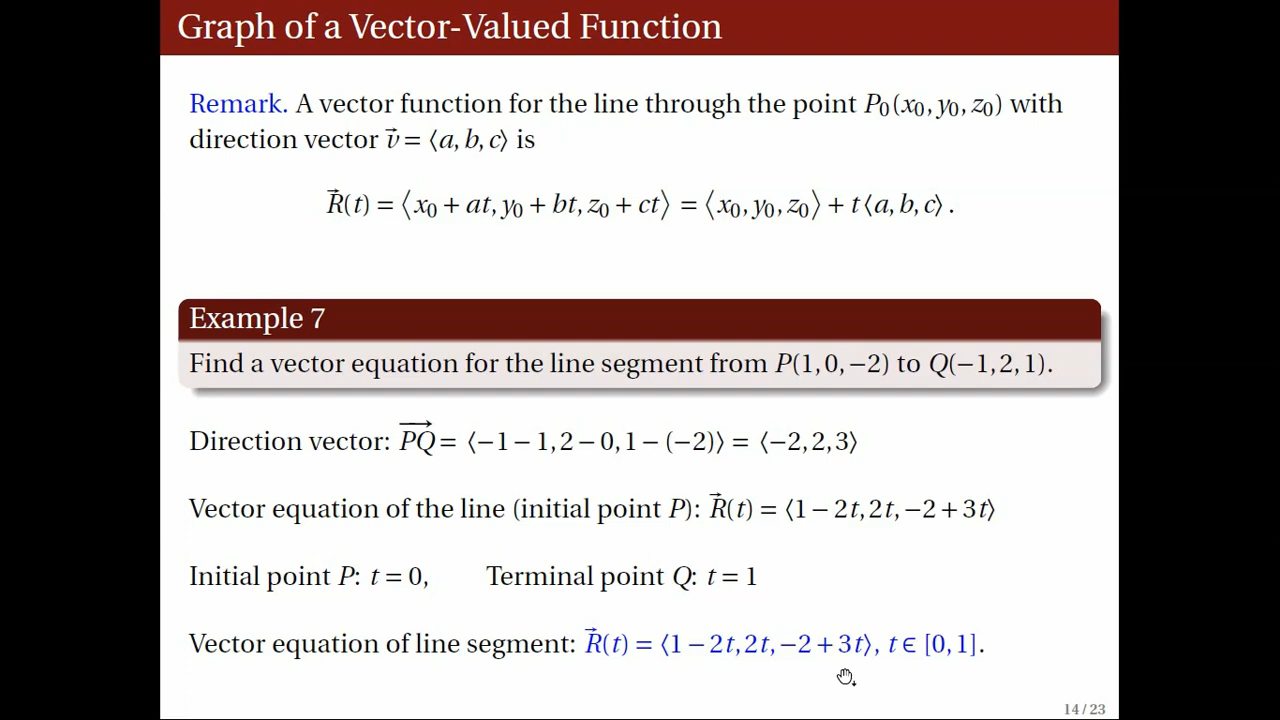 Graph of a Vector-Valued Function
Remark. A vector function for the line through the point P₀(x₀, y₀, z₀) with
direction vector v⃗ = ⟨a, b, c⟩ is
R⃗(t) = ⟨x₀ + at, y₀ + bt, z₀ + ct⟩ = ⟨x₀, y₀, z₀⟩ + t⟨a, b, c⟩.
Example 7
Find a vector equation for the line segment from P(1, 0, −2) to Q(−1, 2, 1).
Direction vector: P͞Q⃗ = ⟨−1 − 1, 2 − 0, 1 − (−2)⟩ = ⟨−2, 2, 3⟩
Vector equation of the line (initial point P): R⃗(t) = ⟨1 − 2t, 2t, −2 + 3t⟩
Initial point P: t = 0, Terminal point Q: t = 1
Vector equation of line segment: R⃗(t) = ⟨1 − 2t, 2t, −2 + 3t⟩, t ∈ [0, 1].
14 / 23